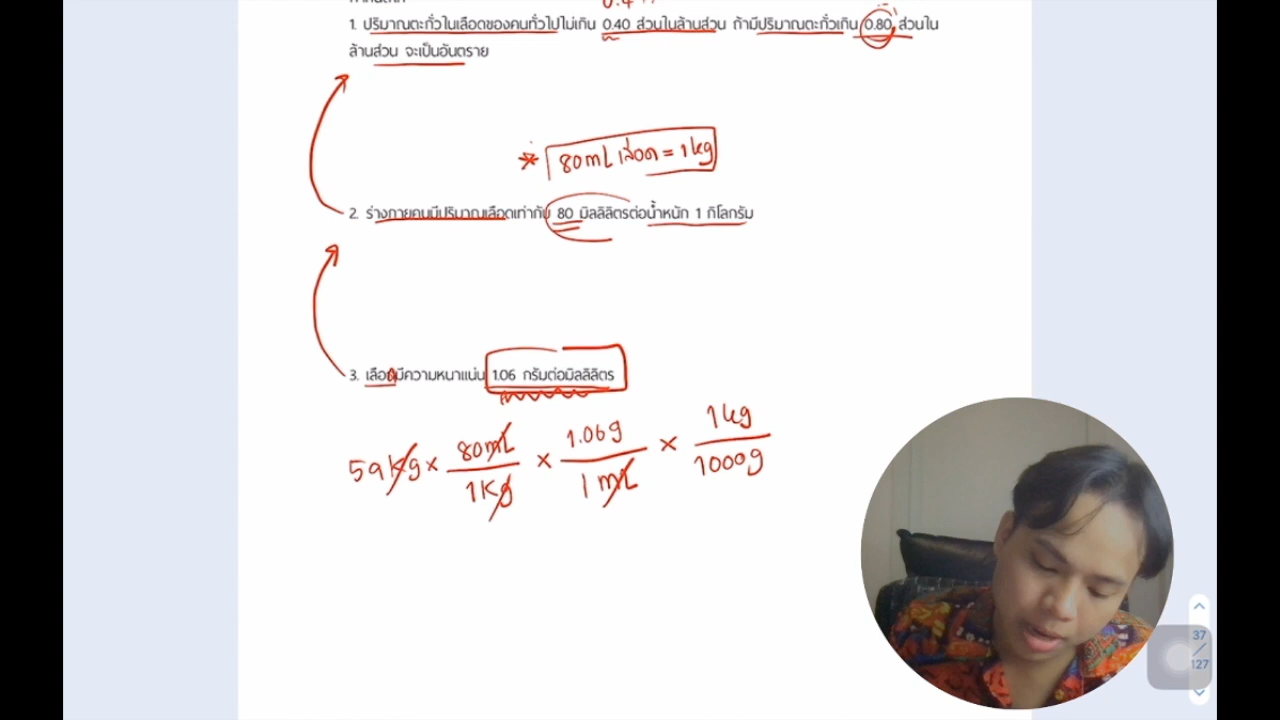 1. ปริมาณตะกั่วในเลือดของคนทั่วไปไม่เกิน 0.40 ส่วนในล้านส่วน ถ้ามีปริมาณตะกั่วเกิน 0.80 ส่วนใน
ล้านส่วน จะเป็นอันตราย
* 80mL เลือด = 1kg
2. ร่างกายคนมีปริมาณเลือดเท่ากับ 80 มิลลิลิตรต่อน้ำหนัก 1 กิโลกรัม
3. เลือดมีความหนาแน่น 1.06 กรัมต่อมิลลิลิตร
59kg × 80mL / 1kg × 1.06g / 1mL × 1kg / 1000g
37
/
127